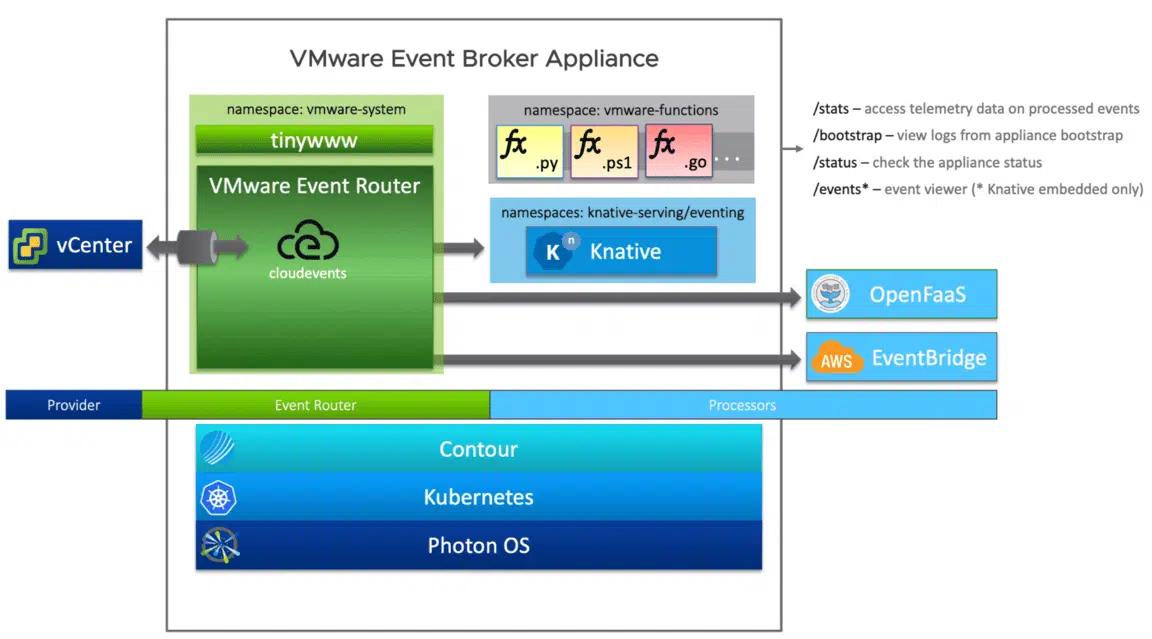 VMware Event Broker Appliance
namespace: vmware-system
tinywww
VMware Event Router
cloudevents
namespace: vmware-functions
fx .py
fx .ps1
fx .go
...
namespaces: knative-serving/eventing
K n Knative
vCenter
/stats – access telemetry data on processed events
/bootstrap – view logs from appliance bootstrap
/status – check the appliance status
/events* – event viewer (* Knative embedded only)
OpenFaaS
AWS EventBridge
Provider
Event Router
Processors
Contour
Kubernetes
Photon OS